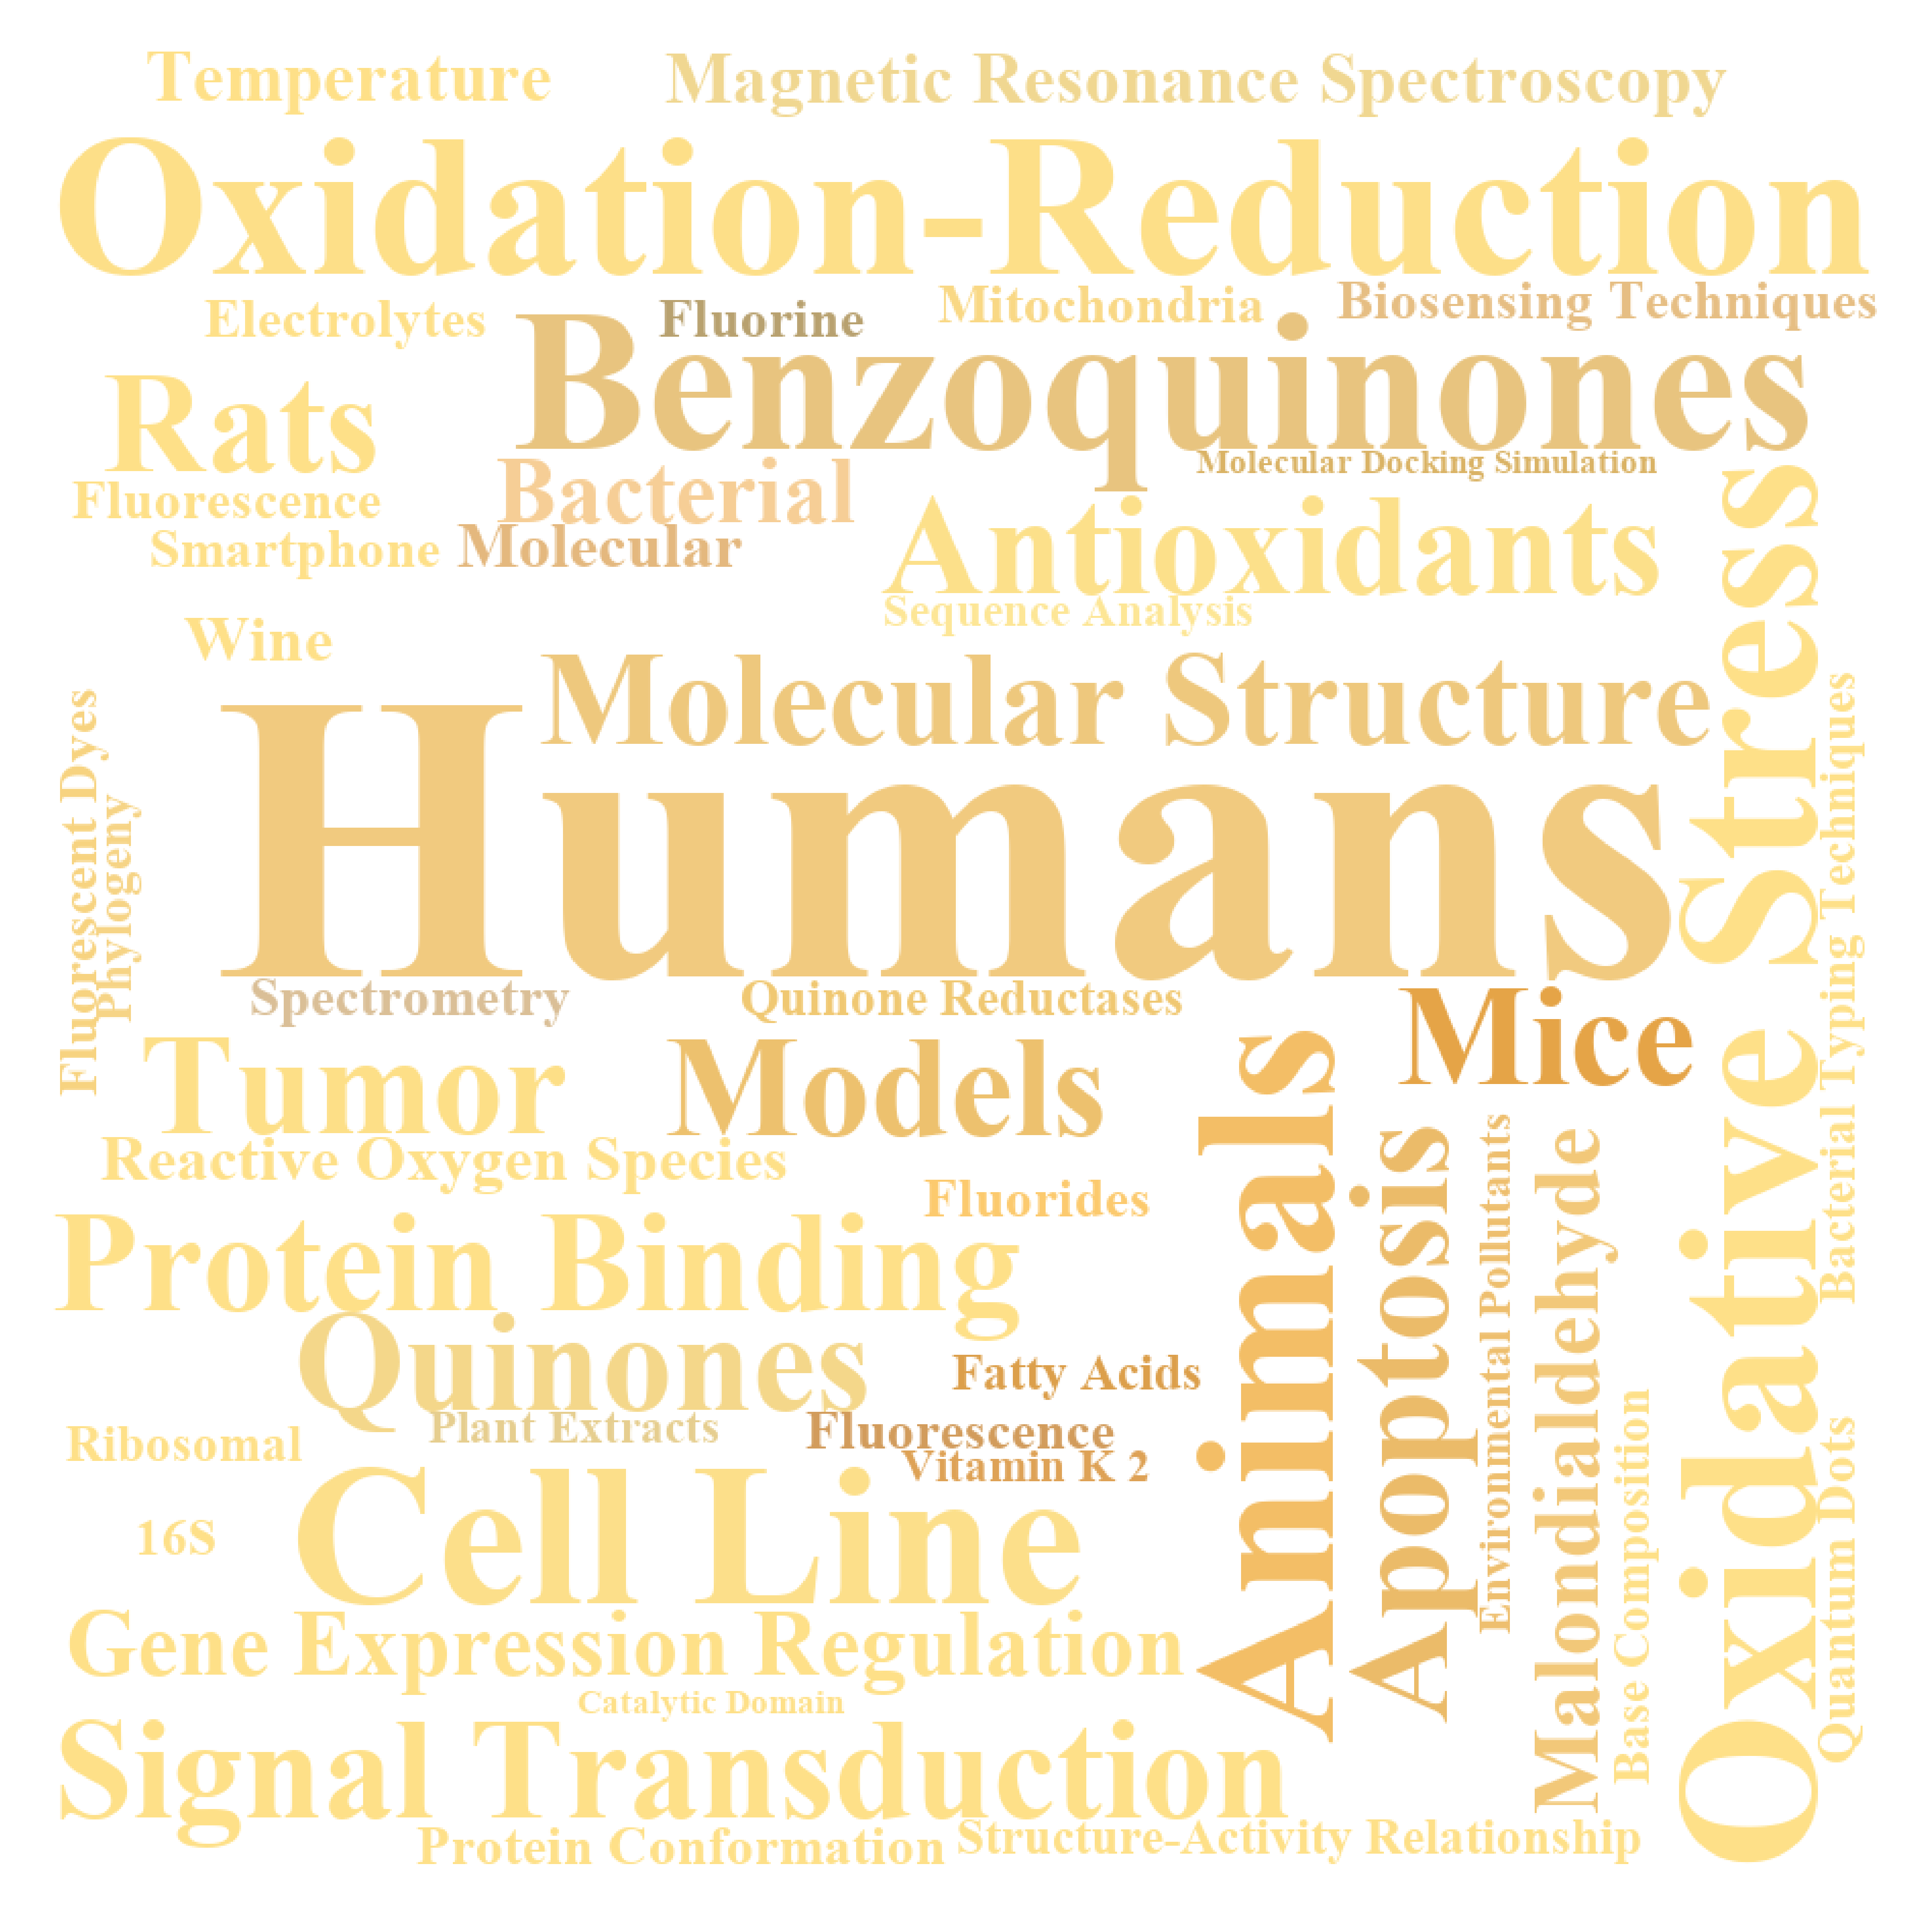 Temperature
Magnetic Resonance Spectroscopy
Oxidation-Reduction
Electrolytes
Fluorine
Mitochondria
Biosensing Techniques
Benzoquinones
Rats
Bacterial
Molecular Docking Simulation
Fluorescence
Antioxidants
Smartphone
Molecular
Sequence Analysis
Wine
Molecular Structure
Humans
Oxidative Stress
Bacterial Typing Techniques
Fluorescent Dyes
Phylogeny
Spectrometry
Quinone Reductases
Mice
Tumor
Models
Animals
Apoptosis
Environmental Pollutants
Malondialdehyde
Reactive Oxygen Species
Fluorides
Protein Binding
Quinones
Fatty Acids
Plant Extracts
Fluorescence
Ribosomal
Vitamin K 2
Base Composition
Quantum Dots
16S
Cell Line
Gene Expression Regulation
Catalytic Domain
Signal Transduction
Protein Conformation
Structure-Activity Relationship